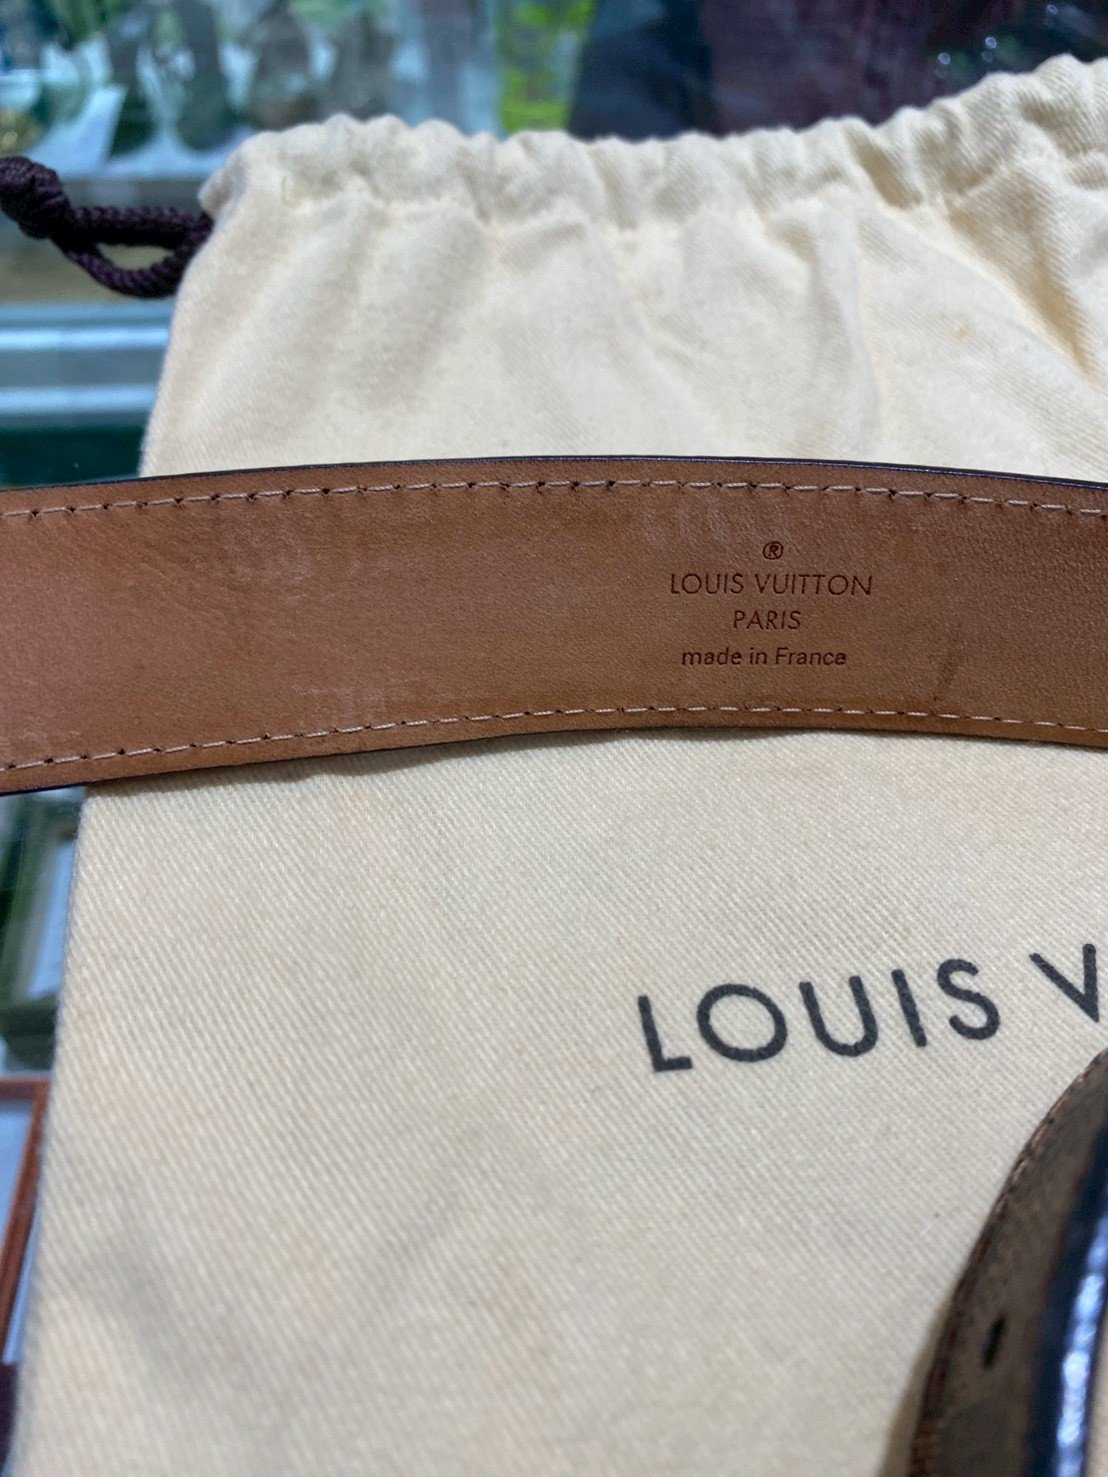 ®
LOUIS VUITTON
PARIS
made in France
LOUIS V